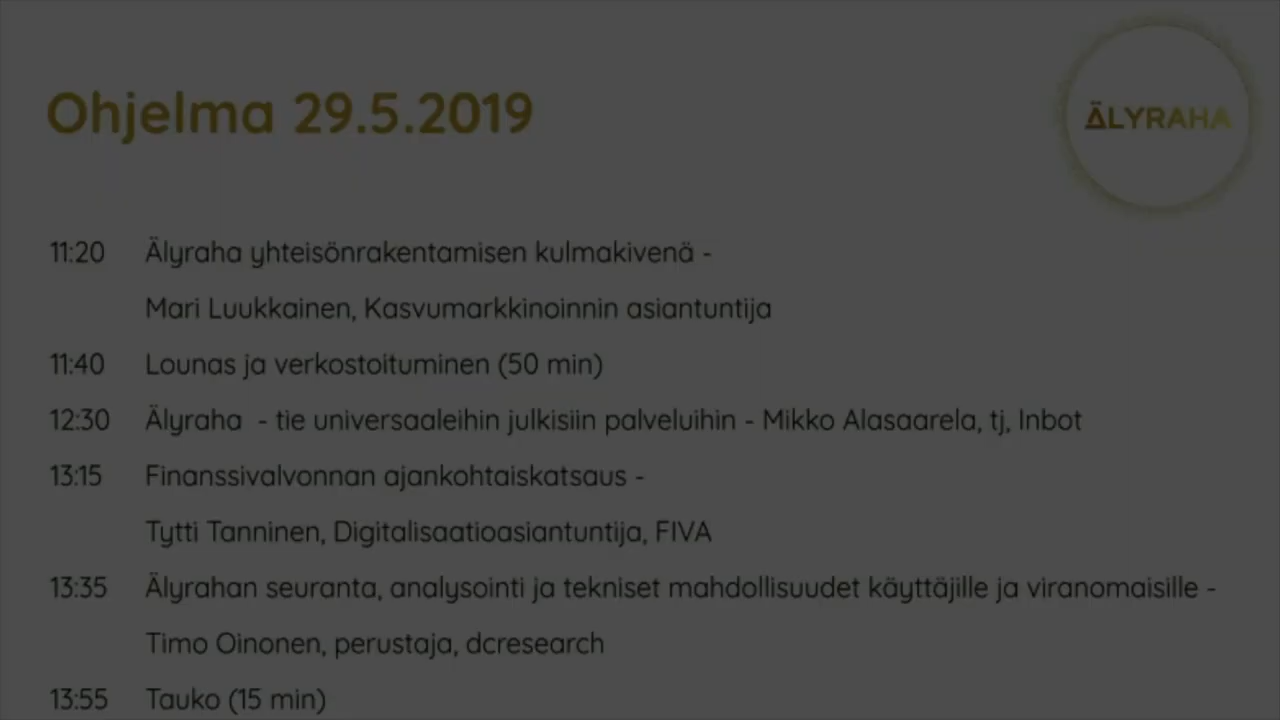 Ohjelma 29.5.2019
ÄLYRAHA
11:20 Älyraha yhteisönrakentamisen kulmakivenä -
Mari Luukkainen, Kasvumarkkinoinnin asiantuntija
11:40 Lounas ja verkostoituminen (50 min)
12:30 Älyraha - tie universaaleihin julkisiin palveluihin - Mikko Alasaarela, tj, Inbot
13:15 Finanssivalvonnan ajankohtaiskatsaus -
Tytti Tanninen, Digitalisaatioasiantuntija, FIVA
13:35 Älyrahan seuranta, analysointi ja tekniset mahdollisuudet käyttäjille ja viranomaisille -
Timo Oinonen, perustaja, dcresearch
13:55 Tauko (15 min)